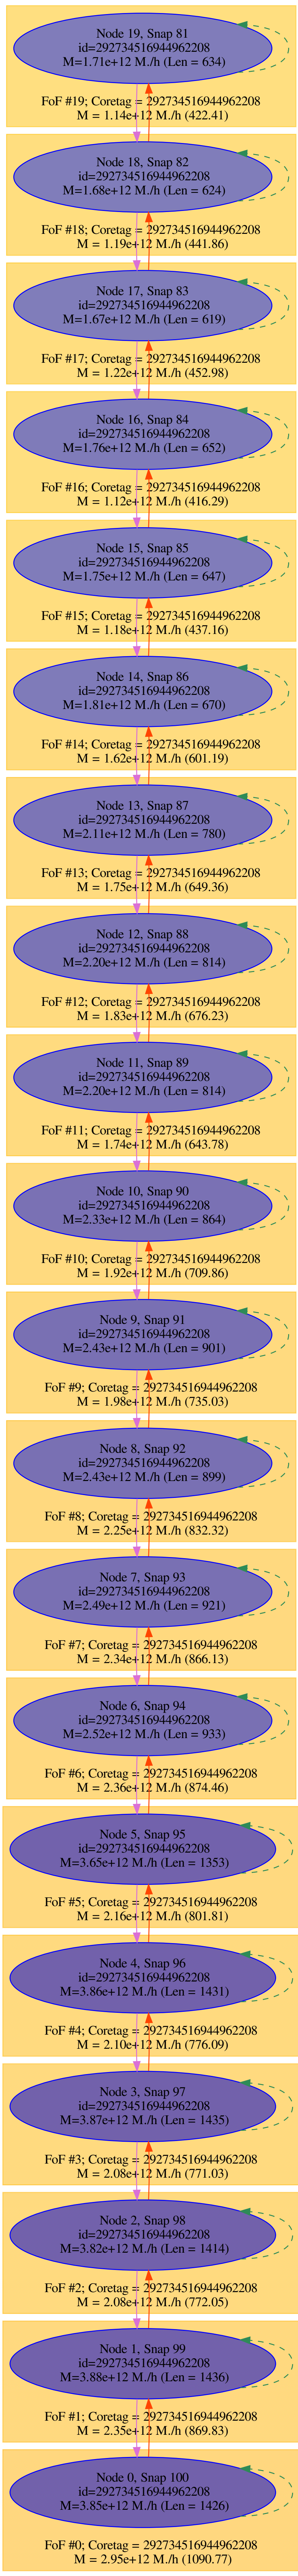 Node 19, Snap 81
id=292734516944962208
M=1.71e+12 M./h (Len = 634)
FoF #19; Coretag = 292734516944962208
M = 1.14e+12 M./h (422.41)
Node 18, Snap 82
id=292734516944962208
M=1.68e+12 M./h (Len = 624)
FoF #18; Coretag = 292734516944962208
M = 1.19e+12 M./h (441.86)
Node 17, Snap 83
id=292734516944962208
M=1.67e+12 M./h (Len = 619)
FoF #17; Coretag = 292734516944962208
M = 1.22e+12 M./h (452.98)
Node 16, Snap 84
id=292734516944962208
M=1.76e+12 M./h (Len = 652)
FoF #16; Coretag = 292734516944962208
M = 1.12e+12 M./h (416.29)
Node 15, Snap 85
id=292734516944962208
M=1.75e+12 M./h (Len = 647)
FoF #15; Coretag = 292734516944962208
M = 1.18e+12 M./h (437.16)
Node 14, Snap 86
id=292734516944962208
M=1.81e+12 M./h (Len = 670)
FoF #14; Coretag = 292734516944962208
M = 1.62e+12 M./h (601.19)
Node 13, Snap 87
id=292734516944962208
M=2.11e+12 M./h (Len = 780)
FoF #13; Coretag = 292734516944962208
M = 1.75e+12 M./h (649.36)
Node 12, Snap 88
id=292734516944962208
M=2.20e+12 M./h (Len = 814)
FoF #12; Coretag = 292734516944962208
M = 1.83e+12 M./h (676.23)
Node 11, Snap 89
id=292734516944962208
M=2.20e+12 M./h (Len = 814)
FoF #11; Coretag = 292734516944962208
M = 1.74e+12 M./h (643.78)
Node 10, Snap 90
id=292734516944962208
M=2.33e+12 M./h (Len = 864)
FoF #10; Coretag = 292734516944962208
M = 1.92e+12 M./h (709.86)
Node 9, Snap 91
id=292734516944962208
M=2.43e+12 M./h (Len = 901)
FoF #9; Coretag = 292734516944962208
M = 1.98e+12 M./h (735.03)
Node 8, Snap 92
id=292734516944962208
M=2.43e+12 M./h (Len = 899)
FoF #8; Coretag = 292734516944962208
M = 2.25e+12 M./h (832.32)
Node 7, Snap 93
id=292734516944962208
M=2.49e+12 M./h (Len = 921)
FoF #7; Coretag = 292734516944962208
M = 2.34e+12 M./h (866.13)
Node 6, Snap 94
id=292734516944962208
M=2.52e+12 M./h (Len = 933)
FoF #6; Coretag = 292734516944962208
M = 2.36e+12 M./h (874.46)
Node 5, Snap 95
id=292734516944962208
M=3.65e+12 M./h (Len = 1353)
FoF #5; Coretag = 292734516944962208
M = 2.16e+12 M./h (801.81)
Node 4, Snap 96
id=292734516944962208
M=3.86e+12 M./h (Len = 1431)
FoF #4; Coretag = 292734516944962208
M = 2.10e+12 M./h (776.09)
Node 3, Snap 97
id=292734516944962208
M=3.87e+12 M./h (Len = 1435)
FoF #3; Coretag = 292734516944962208
M = 2.08e+12 M./h (771.03)
Node 2, Snap 98
id=292734516944962208
M=3.82e+12 M./h (Len = 1414)
FoF #2; Coretag = 292734516944962208
M = 2.08e+12 M./h (772.05)
Node 1, Snap 99
id=292734516944962208
M=3.88e+12 M./h (Len = 1436)
FoF #1; Coretag = 292734516944962208
M = 2.35e+12 M./h (869.83)
Node 0, Snap 100
id=292734516944962208
M=3.85e+12 M./h (Len = 1426)
FoF #0; Coretag = 292734516944962208
M = 2.95e+12 M./h (1090.77)